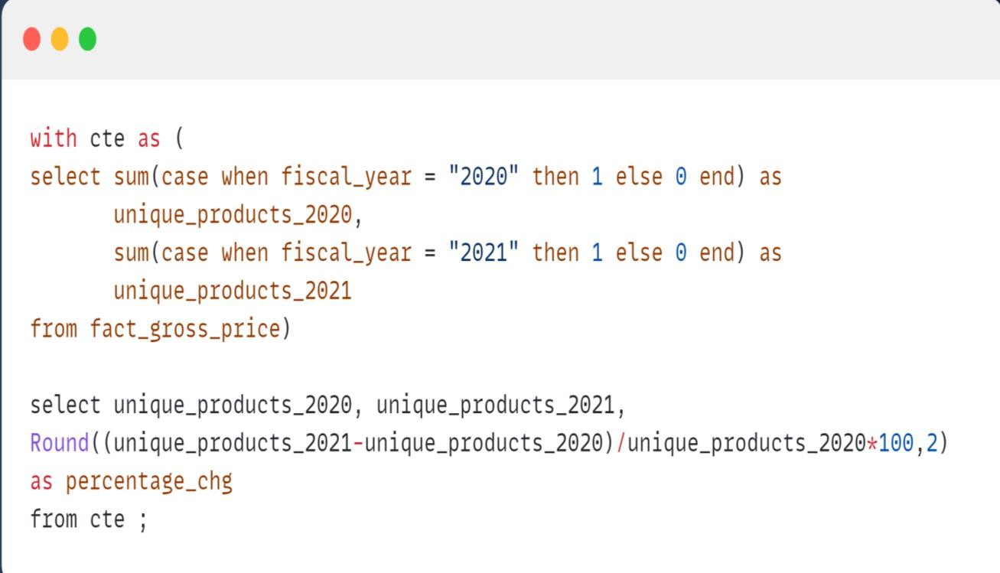 with cte as (
select sum(case when fiscal_year = "2020" then 1 else 0 end) as
unique_products_2020,
sum(case when fiscal_year = "2021" then 1 else 0 end) as
unique_products_2021
from fact_gross_price)
select unique_products_2020, unique_products_2021,
Round((unique_products_2021-unique_products_2020)/unique_products_2020*100,2)
as percentage_chg
from cte ;